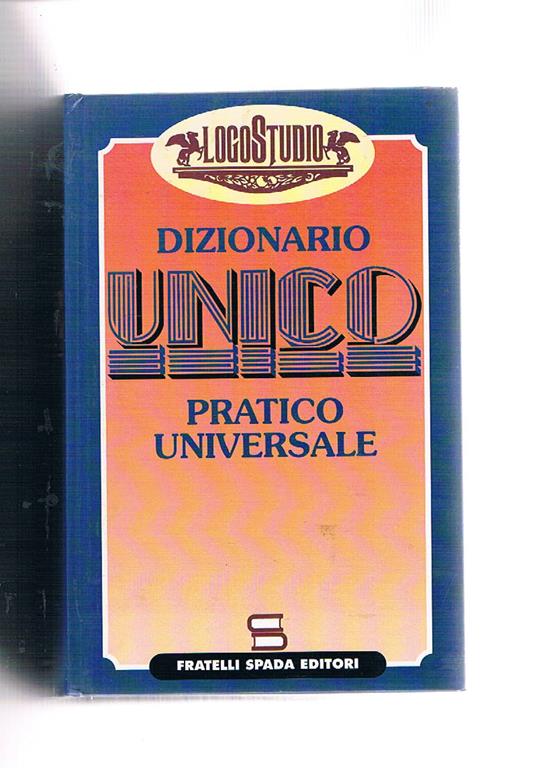 LOGOSTUDIO
DIZIONARIO
UNICO
PRATICO
UNIVERSALE
FRATELLI SPADA EDITORI